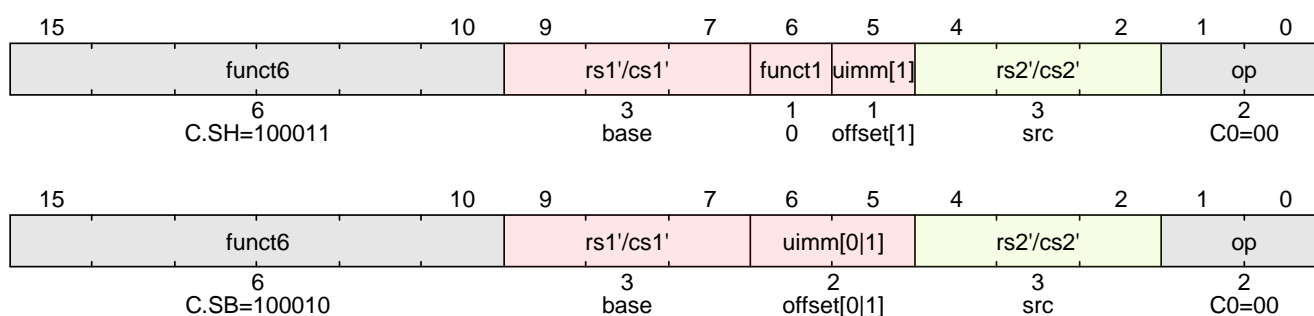 15 10 9 7 6 5 4 2 1 0
funct6 rs1'/cs1' funct1 uimm[1] rs2'/cs2' op
6 3 1 1 3 2
C.SH=100011 base 0 offset[1] src C0=00
15 10 9 7 6 5 4 2 1 0
funct6 rs1'/cs1' uimm[0|1] rs2'/cs2' op
6 3 2 3 2
C.SB=100010 base offset[0|1] src C0=00